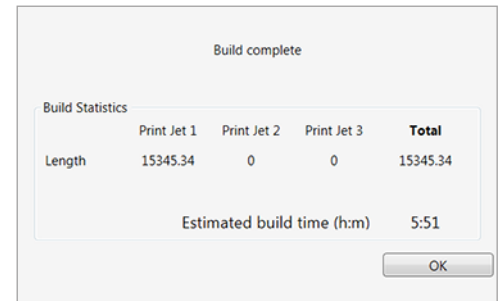 Build complete
Build Statistics
Print Jet 1 Print Jet 2 Print Jet 3 Total
Length 15345.34 0 0 15345.34
Estimated build time (h:m) 5:51
OK